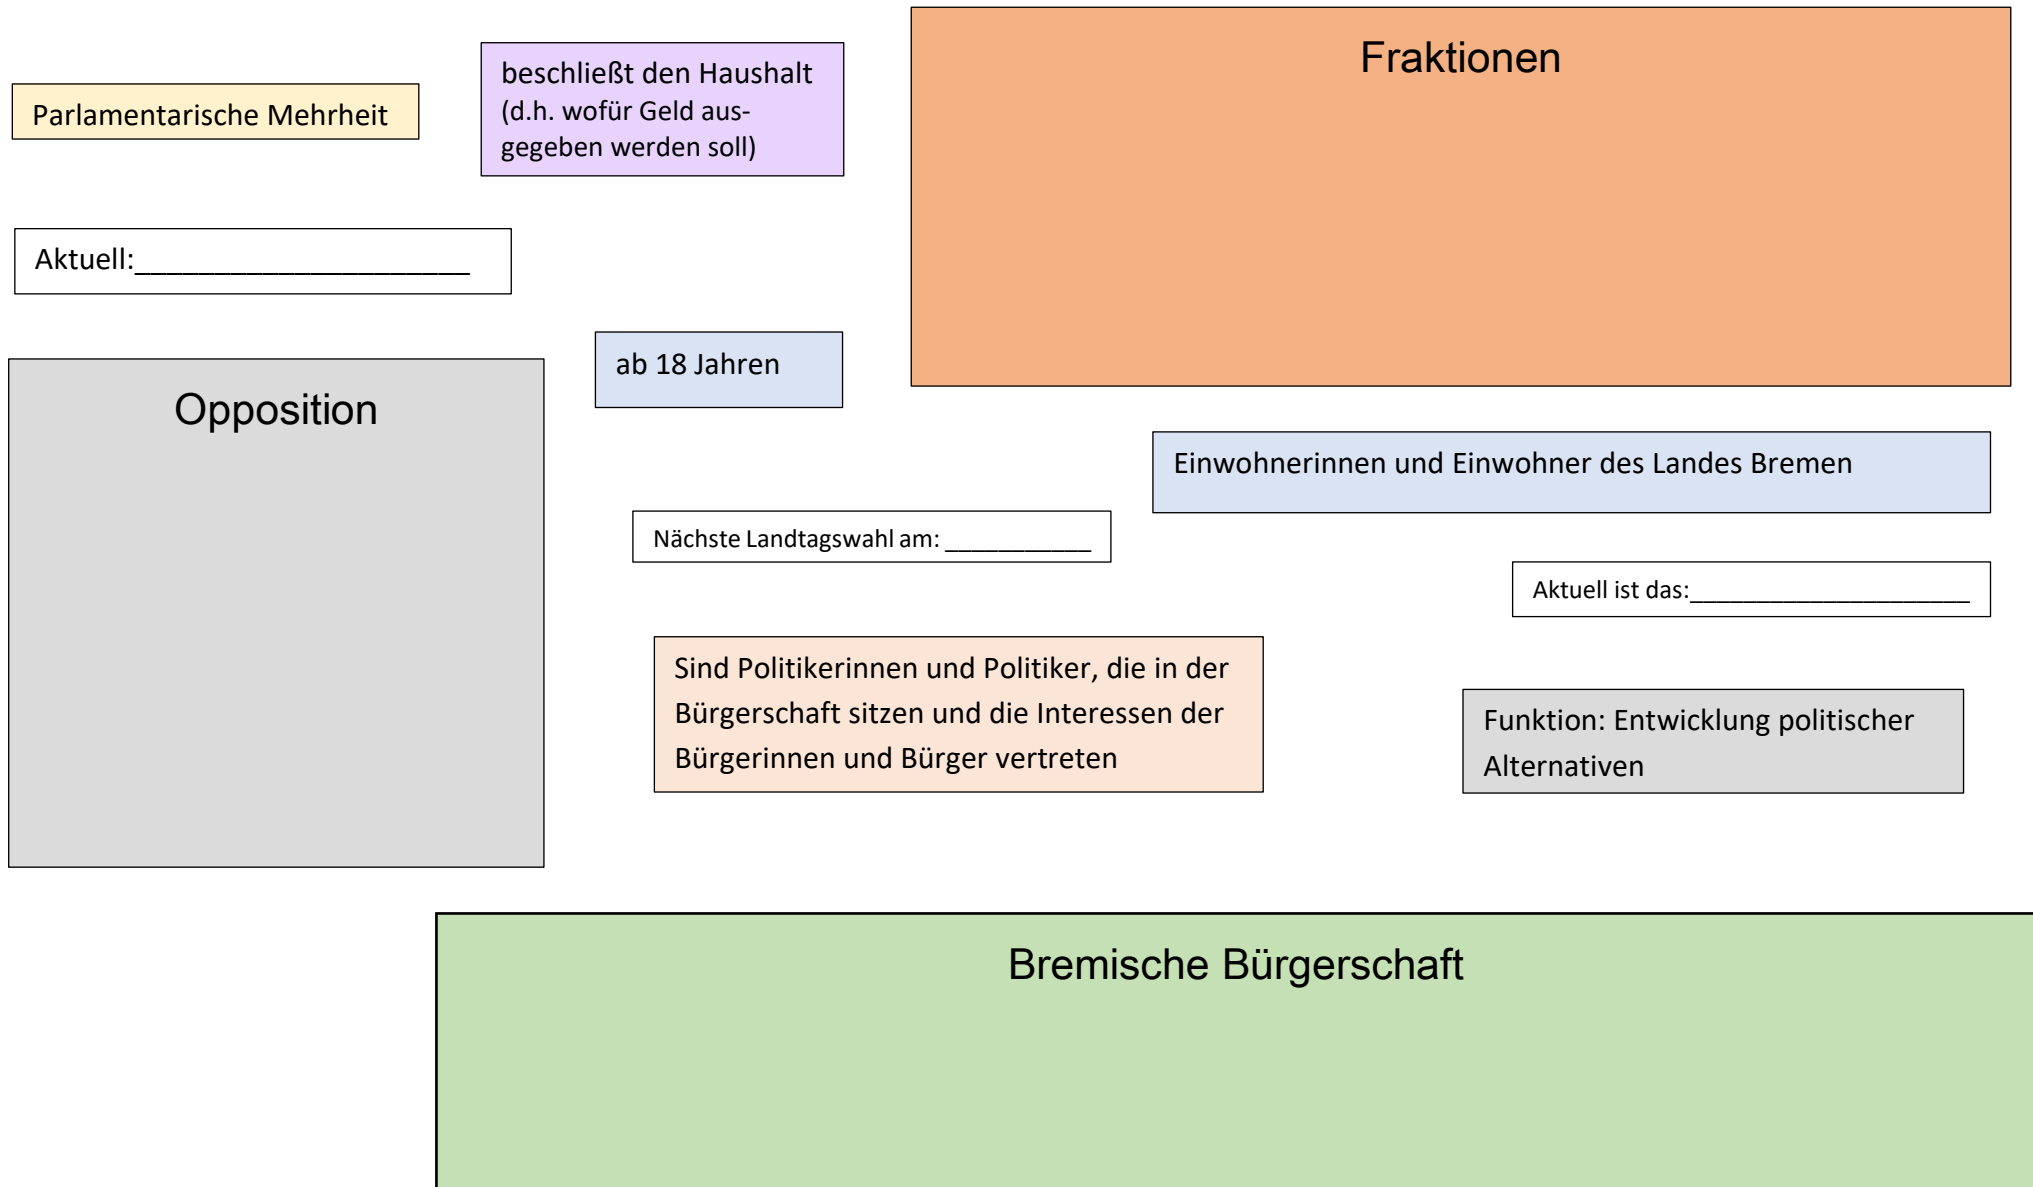 Fraktionen
beschließt den Haushalt
(d.h. wofür Geld aus-
gegeben werden soll)
Parlamentarische Mehrheit
Aktuell:_____________________
ab 18 Jahren
Opposition
Einwohnerinnen und Einwohner des Landes Bremen
Nächste Landtagswahl am: ___________
Aktuell ist das:_____________________
Sind Politikerinnen und Politiker, die in der
Bürgerschaft sitzen und die Interessen der
Bürgerinnen und Bürger vertreten
Funktion: Entwicklung politischer
Alternativen
Bremische Bürgerschaft